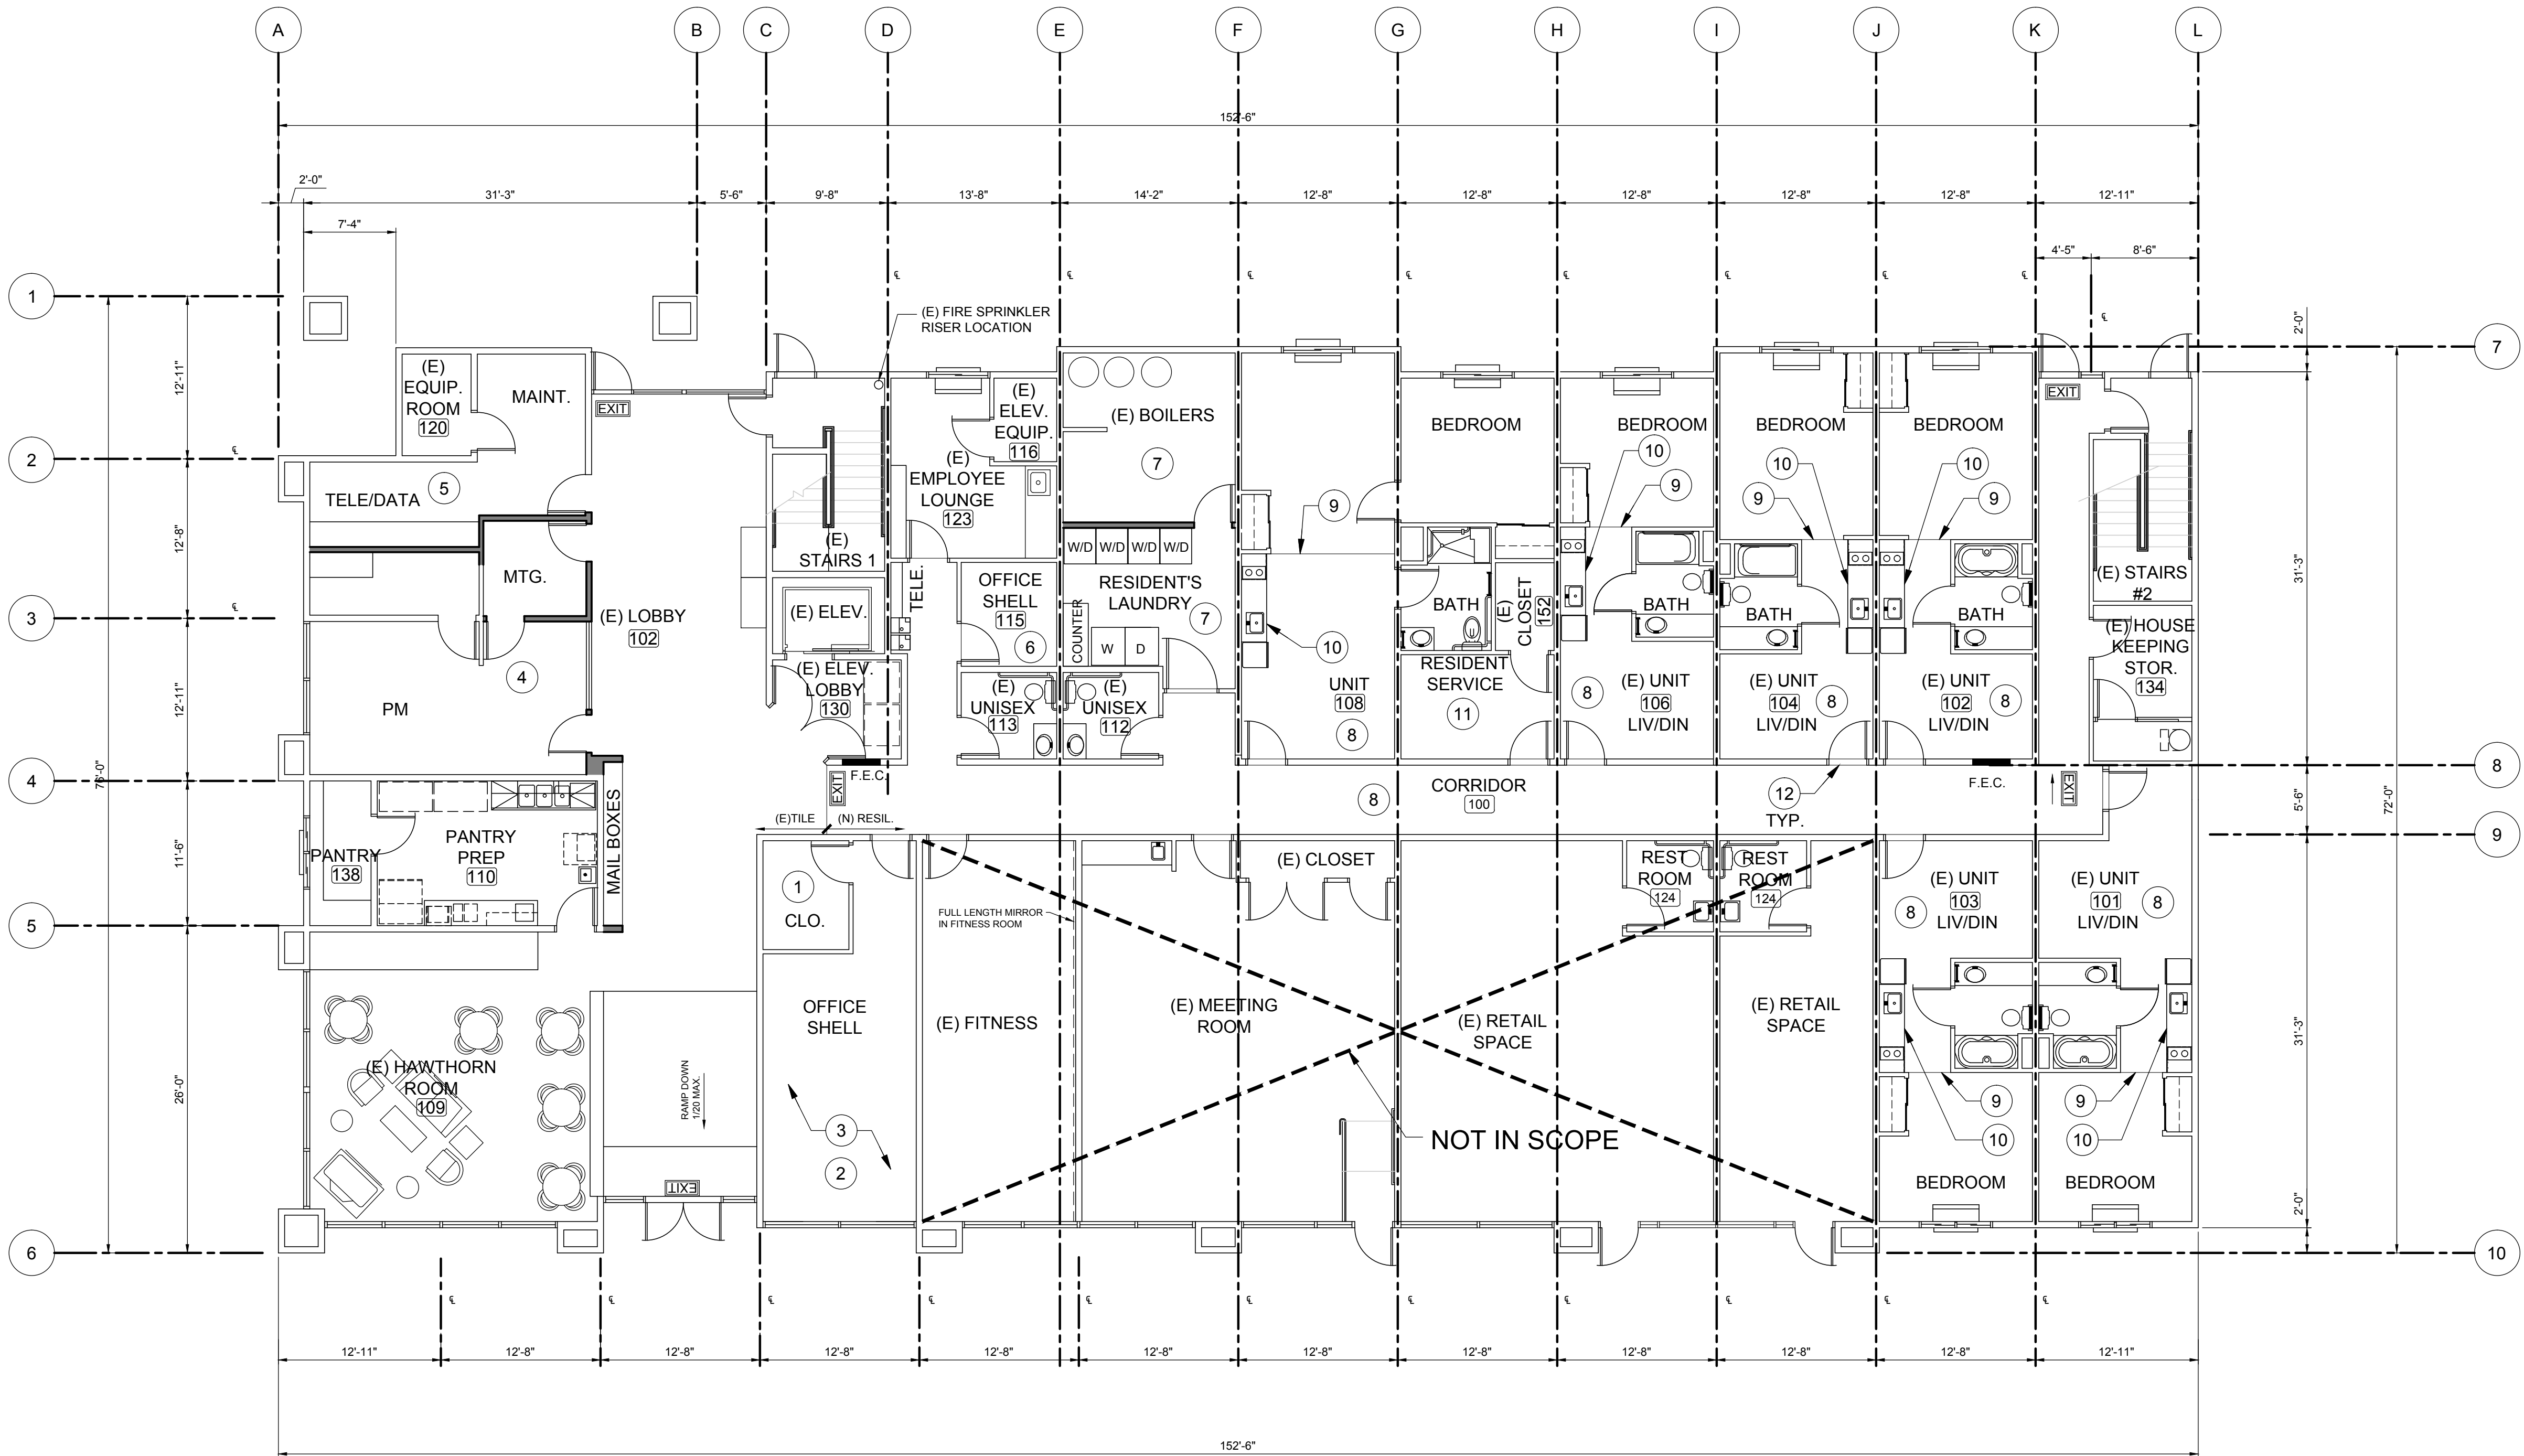 A B C D E F G H I J K L
152'-6"
2'-0" 31'-3" 5'-6" 9'-8" 13'-8" 14'-2" 12'-8" 12'-8" 12'-8" 12'-8" 12'-8" 12'-11"
7'-4" 4'-5" 8'-6"
℄ ℄ ℄ ℄ ℄ ℄ ℄ ℄
1
2
3
4
5
6
12'-11"
12'-8"
12'-11"
11'-6"
26'-0"
76'-0"
℄
℄
℄
7
8
9
10
2'-0"
31'-3"
5'-6"
31'-3"
2'-0"
72'-0"
(E) FIRE SPRINKLER
RISER LOCATION
(E)
EQUIP.
ROOM
120
MAINT.
EXIT
TELE/DATA
5
MTG.
(E) LOBBY
102
PM
4
(E)
STAIRS 1
(E) ELEV.
(E) ELEV.
LOBBY
130
F.E.C.
EXIT
(E)TILE
(N) RESIL.
(E)
EMPLOYEE
LOUNGE
123
(E)
ELEV.
EQUIP.
116
TELE.
OFFICE
SHELL
115
6
(E)
UNISEX
113
(E)
UNISEX
112
(E) BOILERS
7
W/D W/D W/D W/D
RESIDENT'S
LAUNDRY
7
COUNTER
W D
9
10
UNIT
108
8
BEDROOM
BATH
(E)
CLOSET
152
RESIDENT
SERVICE
11
BEDROOM
10
9
BATH
8
(E) UNIT
106
LIV/DIN
BEDROOM
10
9
BATH
(E) UNIT
104
LIV/DIN
8
BEDROOM
10
9
BATH
(E) UNIT
102
LIV/DIN
8
F.E.C.
EXIT
(E) STAIRS
#2
(E) HOUSE
KEEPING
STOR.
134
EXIT
8
CORRIDOR
100
12
TYP.
PANTRY
138
PANTRY
PREP
110
MAIL BOXES
(E) HAWTHORN
ROOM
109
RAMP DOWN
1/20 MAX.
EXIT
1
CLO.
OFFICE
SHELL
3
2
FULL LENGTH MIRROR
IN FITNESS ROOM
(E) FITNESS
(E) CLOSET
(E) MEETING
ROOM
NOT IN SCOPE
(E) RETAIL
SPACE
REST
ROOM
124
REST
ROOM
124
(E) RETAIL
SPACE
(E) UNIT
103
LIV/DIN
8
9
10
BEDROOM
(E) UNIT
101
LIV/DIN
8
9
10
BEDROOM
℄ ℄ ℄ ℄ ℄ ℄ ℄ ℄ ℄ ℄ ℄
12'-11" 12'-8" 12'-8" 12'-8" 12'-8" 12'-8" 12'-8" 12'-8" 12'-8" 12'-8" 12'-8" 12'-11"
152'-6"